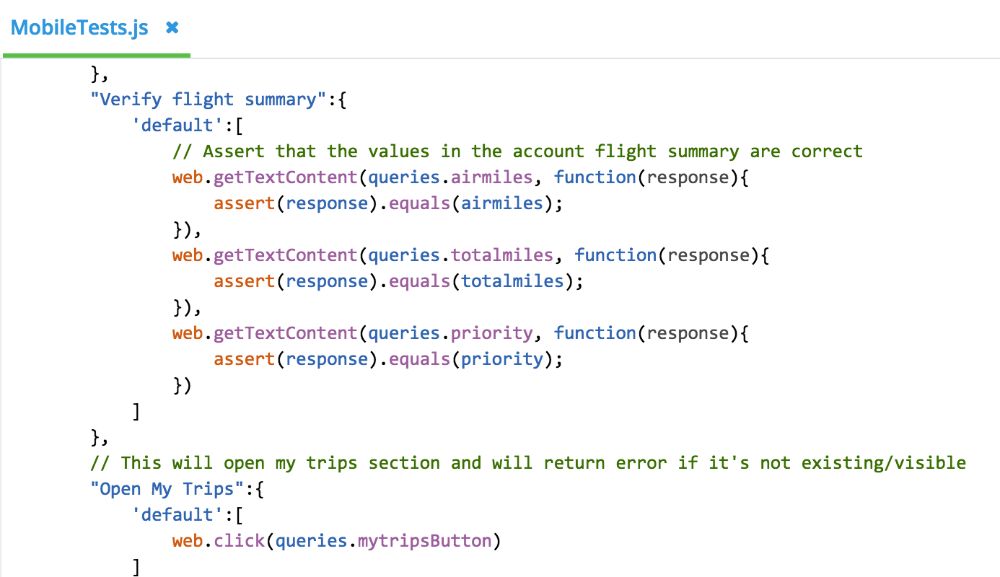 MobileTests.js ✖
},
"Verify flight summary":{
'default':[
// Assert that the values in the account flight summary are correct
web.getTextContent(queries.airmiles, function(response){
assert(response).equals(airmiles);
}),
web.getTextContent(queries.totalmiles, function(response){
assert(response).equals(totalmiles);
}),
web.getTextContent(queries.priority, function(response){
assert(response).equals(priority);
})
]
},
// This will open my trips section and will return error if it's not existing/visible
"Open My Trips":{
'default':[
web.click(queries.mytripsButton)
]